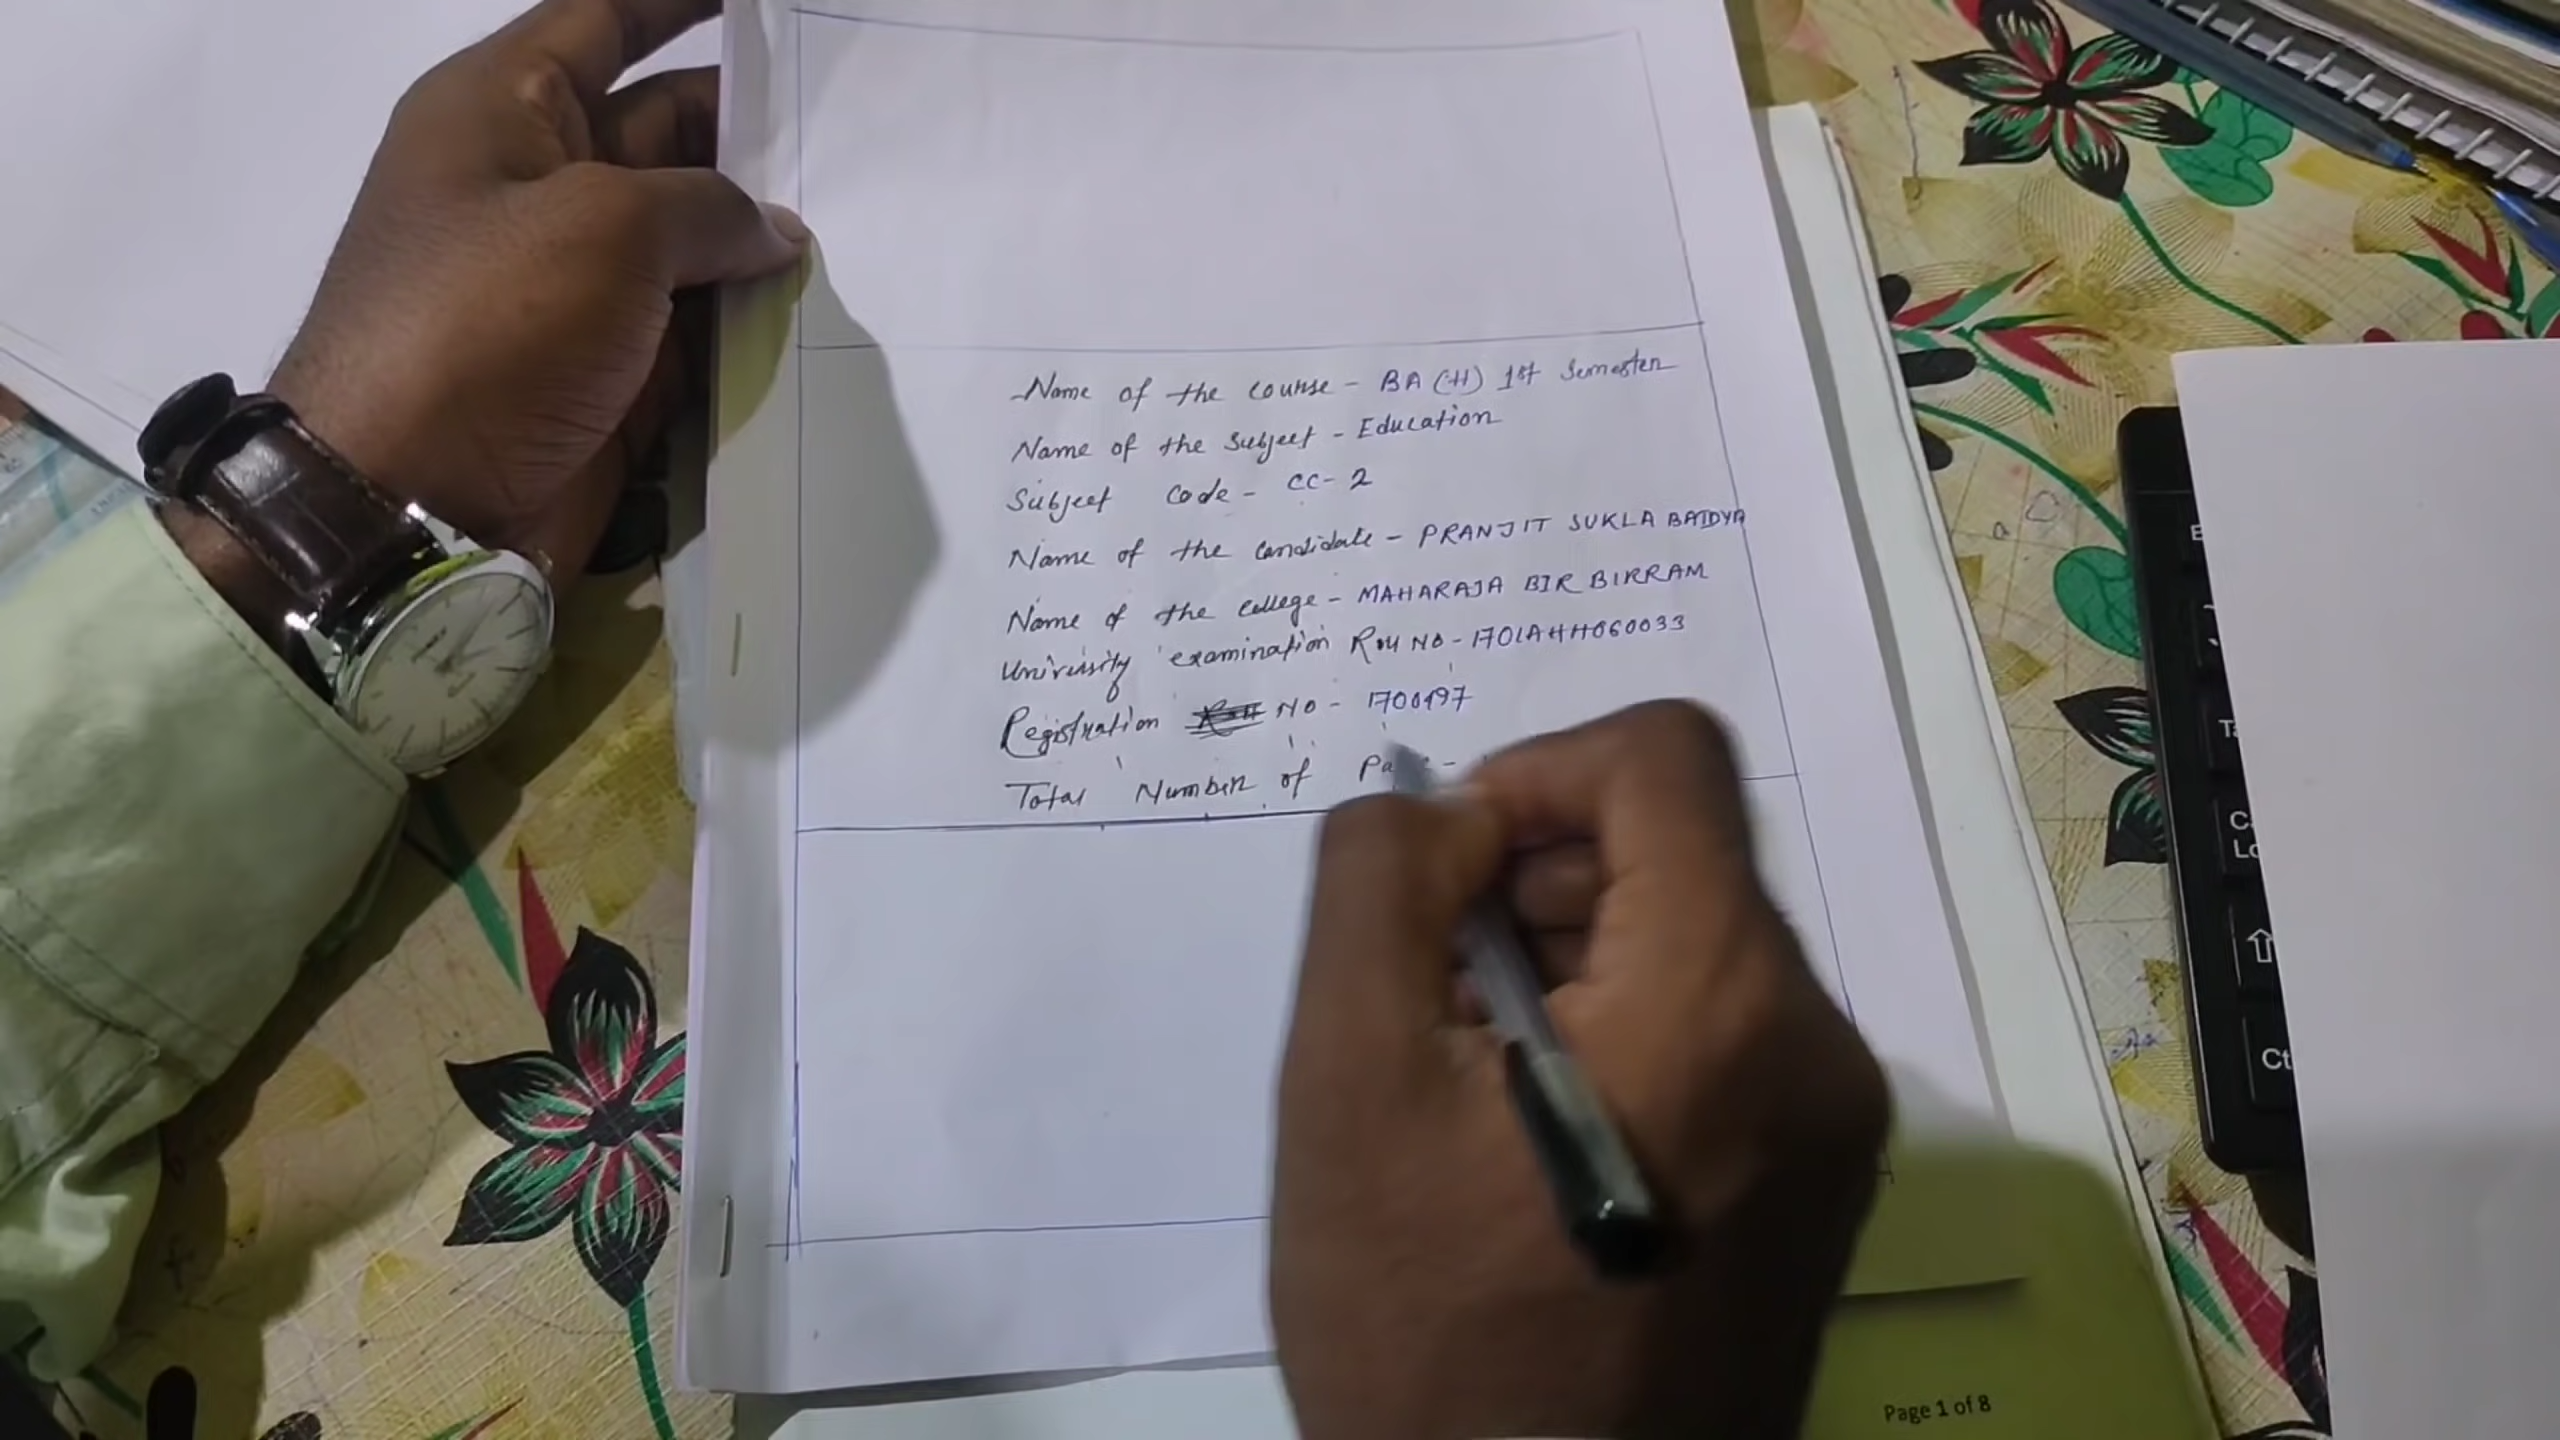 Name of the course - BA (H) 1st Semester
Name of the Subject - Education
Subject Code - CC-2
Name of the candidate - PRANJIT SUKLA BAIDYA
Name of the college - MAHARAJA BIR BIKRAM
University examination Roll NO - 1701AHH060033
Registration NO - 1700497
Total Number of
Page 1 of 8